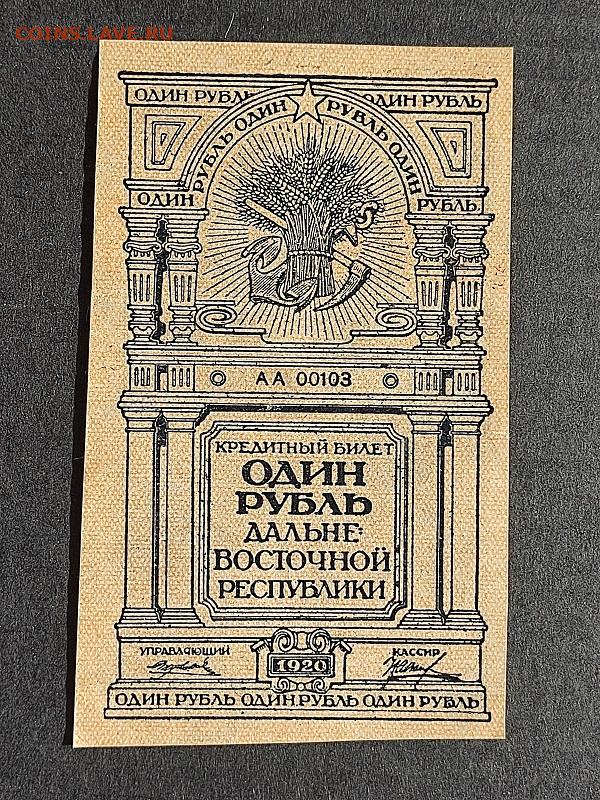 COINS.LAVE.RU
ОДИН РУБЛЬ ОДИН РУБЛЬ
РУБЛЬ ОДИН РУБЛЬ ОДИН
ОДИН РУБЛЬ
АА 00103
КРЕДИТНЫЙ БИЛЕТ
ОДИН
РУБЛЬ
ДАЛЬНЕ-
ВОСТОЧНОЙ
РЕСПУБЛИКИ
УПРАВЛЯЮЩИЙ КАССИР
1920
ОДИН РУБЛЬ ОДИН РУБЛЬ ОДИН РУБЛЬ